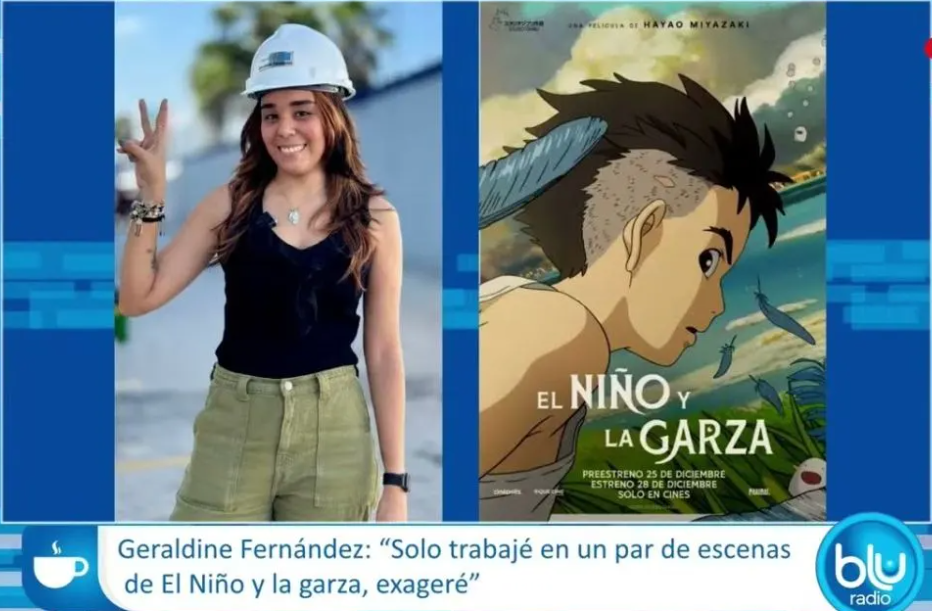 UNA PELÍCULA DE HAYAO MIYAZAKI
EL NIÑO Y
LA GARZA
PREESTRENO 25 DE DICIEMBRE
ESTRENO 28 DE DICIEMBRE
SOLO EN CINES
Geraldine Fernández: “Solo trabajé en un par de escenas
de El Niño y la garza, exageré”
blu
radio